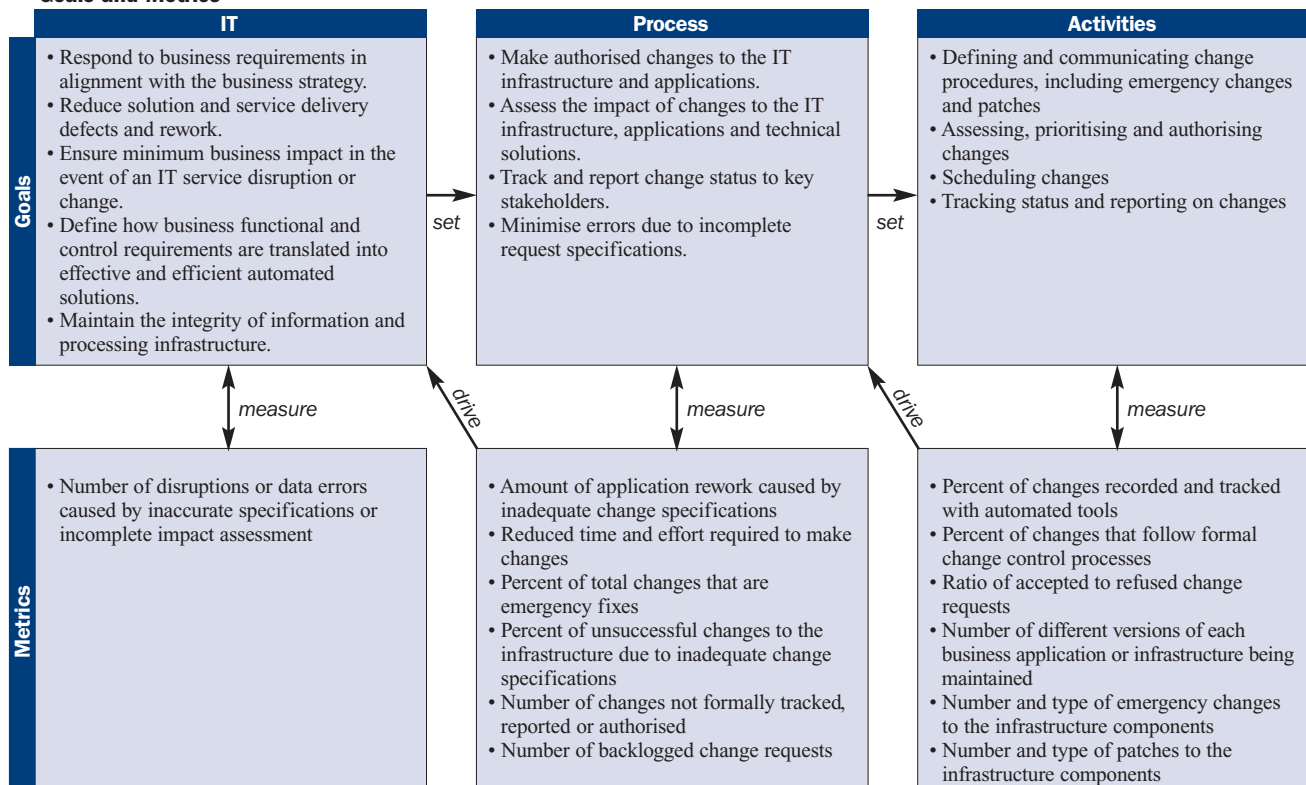 Goals and Metrics
IT
Process
Activities
Goals
• Respond to business requirements in
alignment with the business strategy.
• Reduce solution and service delivery
defects and rework.
• Ensure minimum business impact in the
event of an IT service disruption or
change.
• Define how business functional and
control requirements are translated into
effective and efficient automated
solutions.
• Maintain the integrity of information and
processing infrastructure.
set
• Make authorised changes to the IT
infrastructure and applications.
• Assess the impact of changes to the IT
infrastructure, applications and technical
solutions.
• Track and report change status to key
stakeholders.
• Minimise errors due to incomplete
request specifications.
set
• Defining and communicating change
procedures, including emergency changes
and patches
• Assessing, prioritising and authorising
changes
• Scheduling changes
• Tracking status and reporting on changes
measure
drive
measure
drive
measure
Metrics
• Number of disruptions or data errors
caused by inaccurate specifications or
incomplete impact assessment
• Amount of application rework caused by
inadequate change specifications
• Reduced time and effort required to make
changes
• Percent of total changes that are
emergency fixes
• Percent of unsuccessful changes to the
infrastructure due to inadequate change
specifications
• Number of changes not formally tracked,
reported or authorised
• Number of backlogged change requests
• Percent of changes recorded and tracked
with automated tools
• Percent of changes that follow formal
change control processes
• Ratio of accepted to refused change
requests
• Number of different versions of each
business application or infrastructure being
maintained
• Number and type of emergency changes
to the infrastructure components
• Number and type of patches to the
infrastructure components